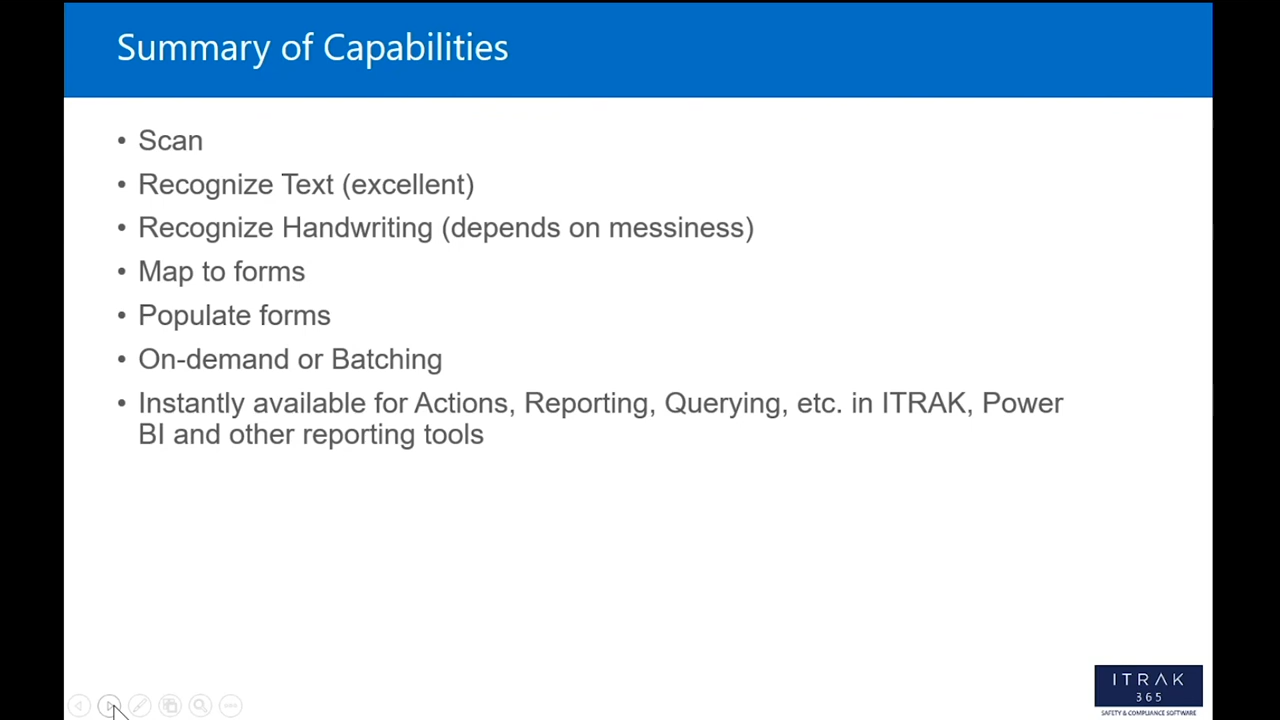 Summary of Capabilities
• Scan
• Recognize Text (excellent)
• Recognize Handwriting (depends on messiness)
• Map to forms
• Populate forms
• On-demand or Batching
• Instantly available for Actions, Reporting, Querying, etc. in ITRAK, Power
BI and other reporting tools
ITRAK
365
SAFETY & COMPLIANCE SOFTWARE